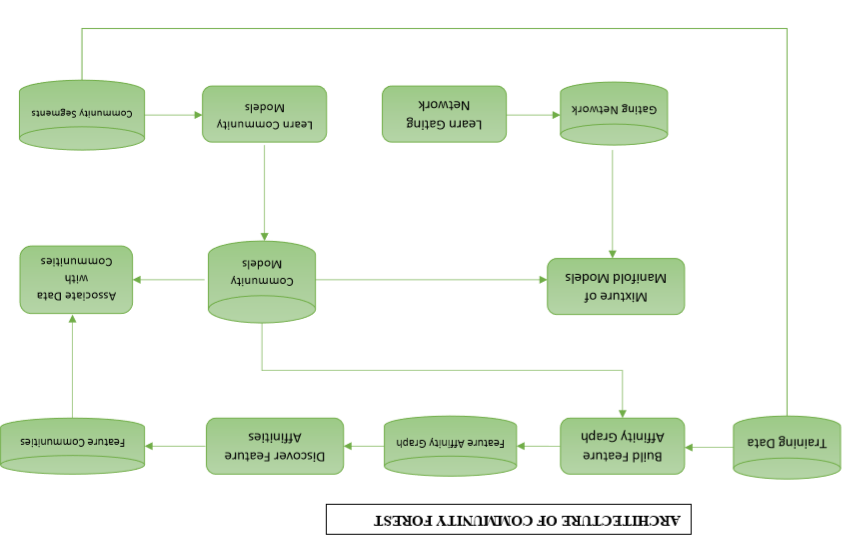 ARCHITECTURE OF COMMUNITY FOREST
Training Data
Build Feature
Affinity Graph
Feature Affinity Graph
Discover Feature
Affinities
Feature Communities
Mixture of
Manifold Models
Community
Models
Associate Data
with
Communities
Gating Network
Learn Gating
Network
Learn Community
Models
Community Segments